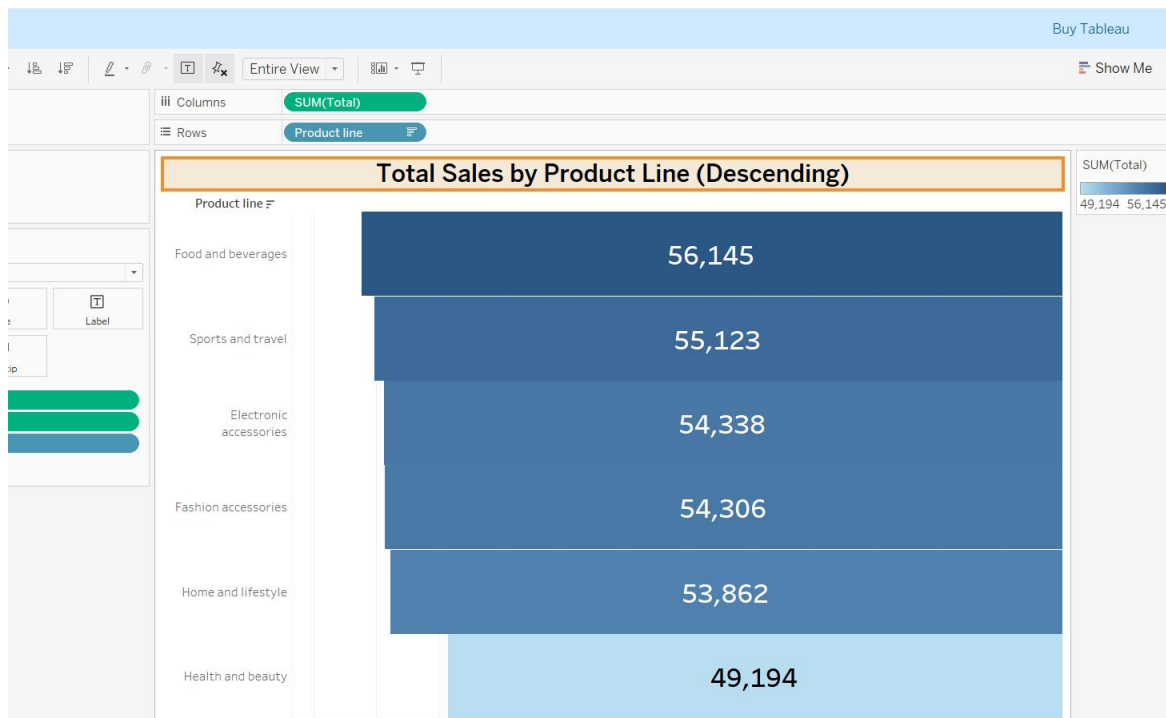 Buy Tableau
Entire View
Show Me
Columns
SUM(Total)
Rows
Product line
Total Sales by Product Line (Descending)
SUM(Total)
49,194 56,145
Product line
Food and beverages
56,145
Sports and travel
55,123
Label
Electronic
accessories
54,338
Fashion accessories
54,306
Home and lifestyle
53,862
Health and beauty
49,194